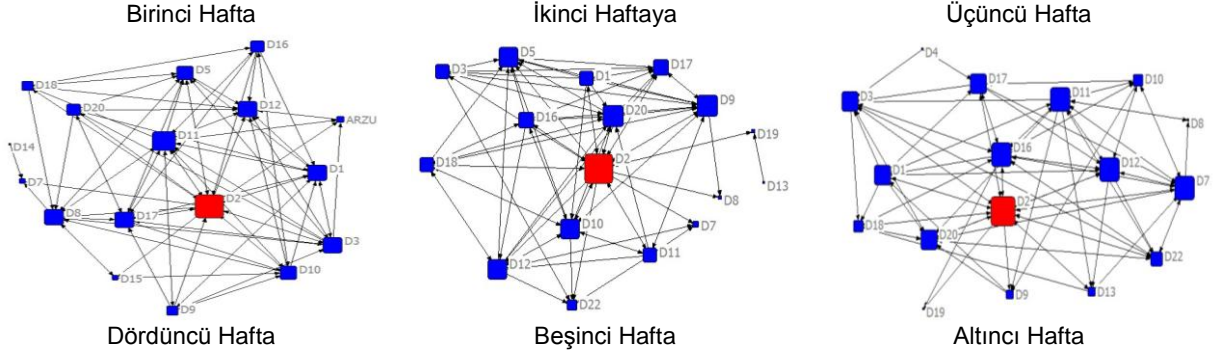 Birinci Hafta
İkinci Haftaya
Üçüncü Hafta
D16
D5
D18
D20
D12
ARZU
D11
D14
D1
D7
D2
D8
D17
D3
D10
D15
D9
D5
D17
D3
D1
D9
D20
D16
D19
D2
D18
D13
D8
D10
D7
D11
D12
D22
D4
D17
D10
D3
D11
D8
D16
D12
D1
D7
D2
D18
D20
D22
D9
D13
D19
Dördüncü Hafta
Beşinci Hafta
Altıncı Hafta